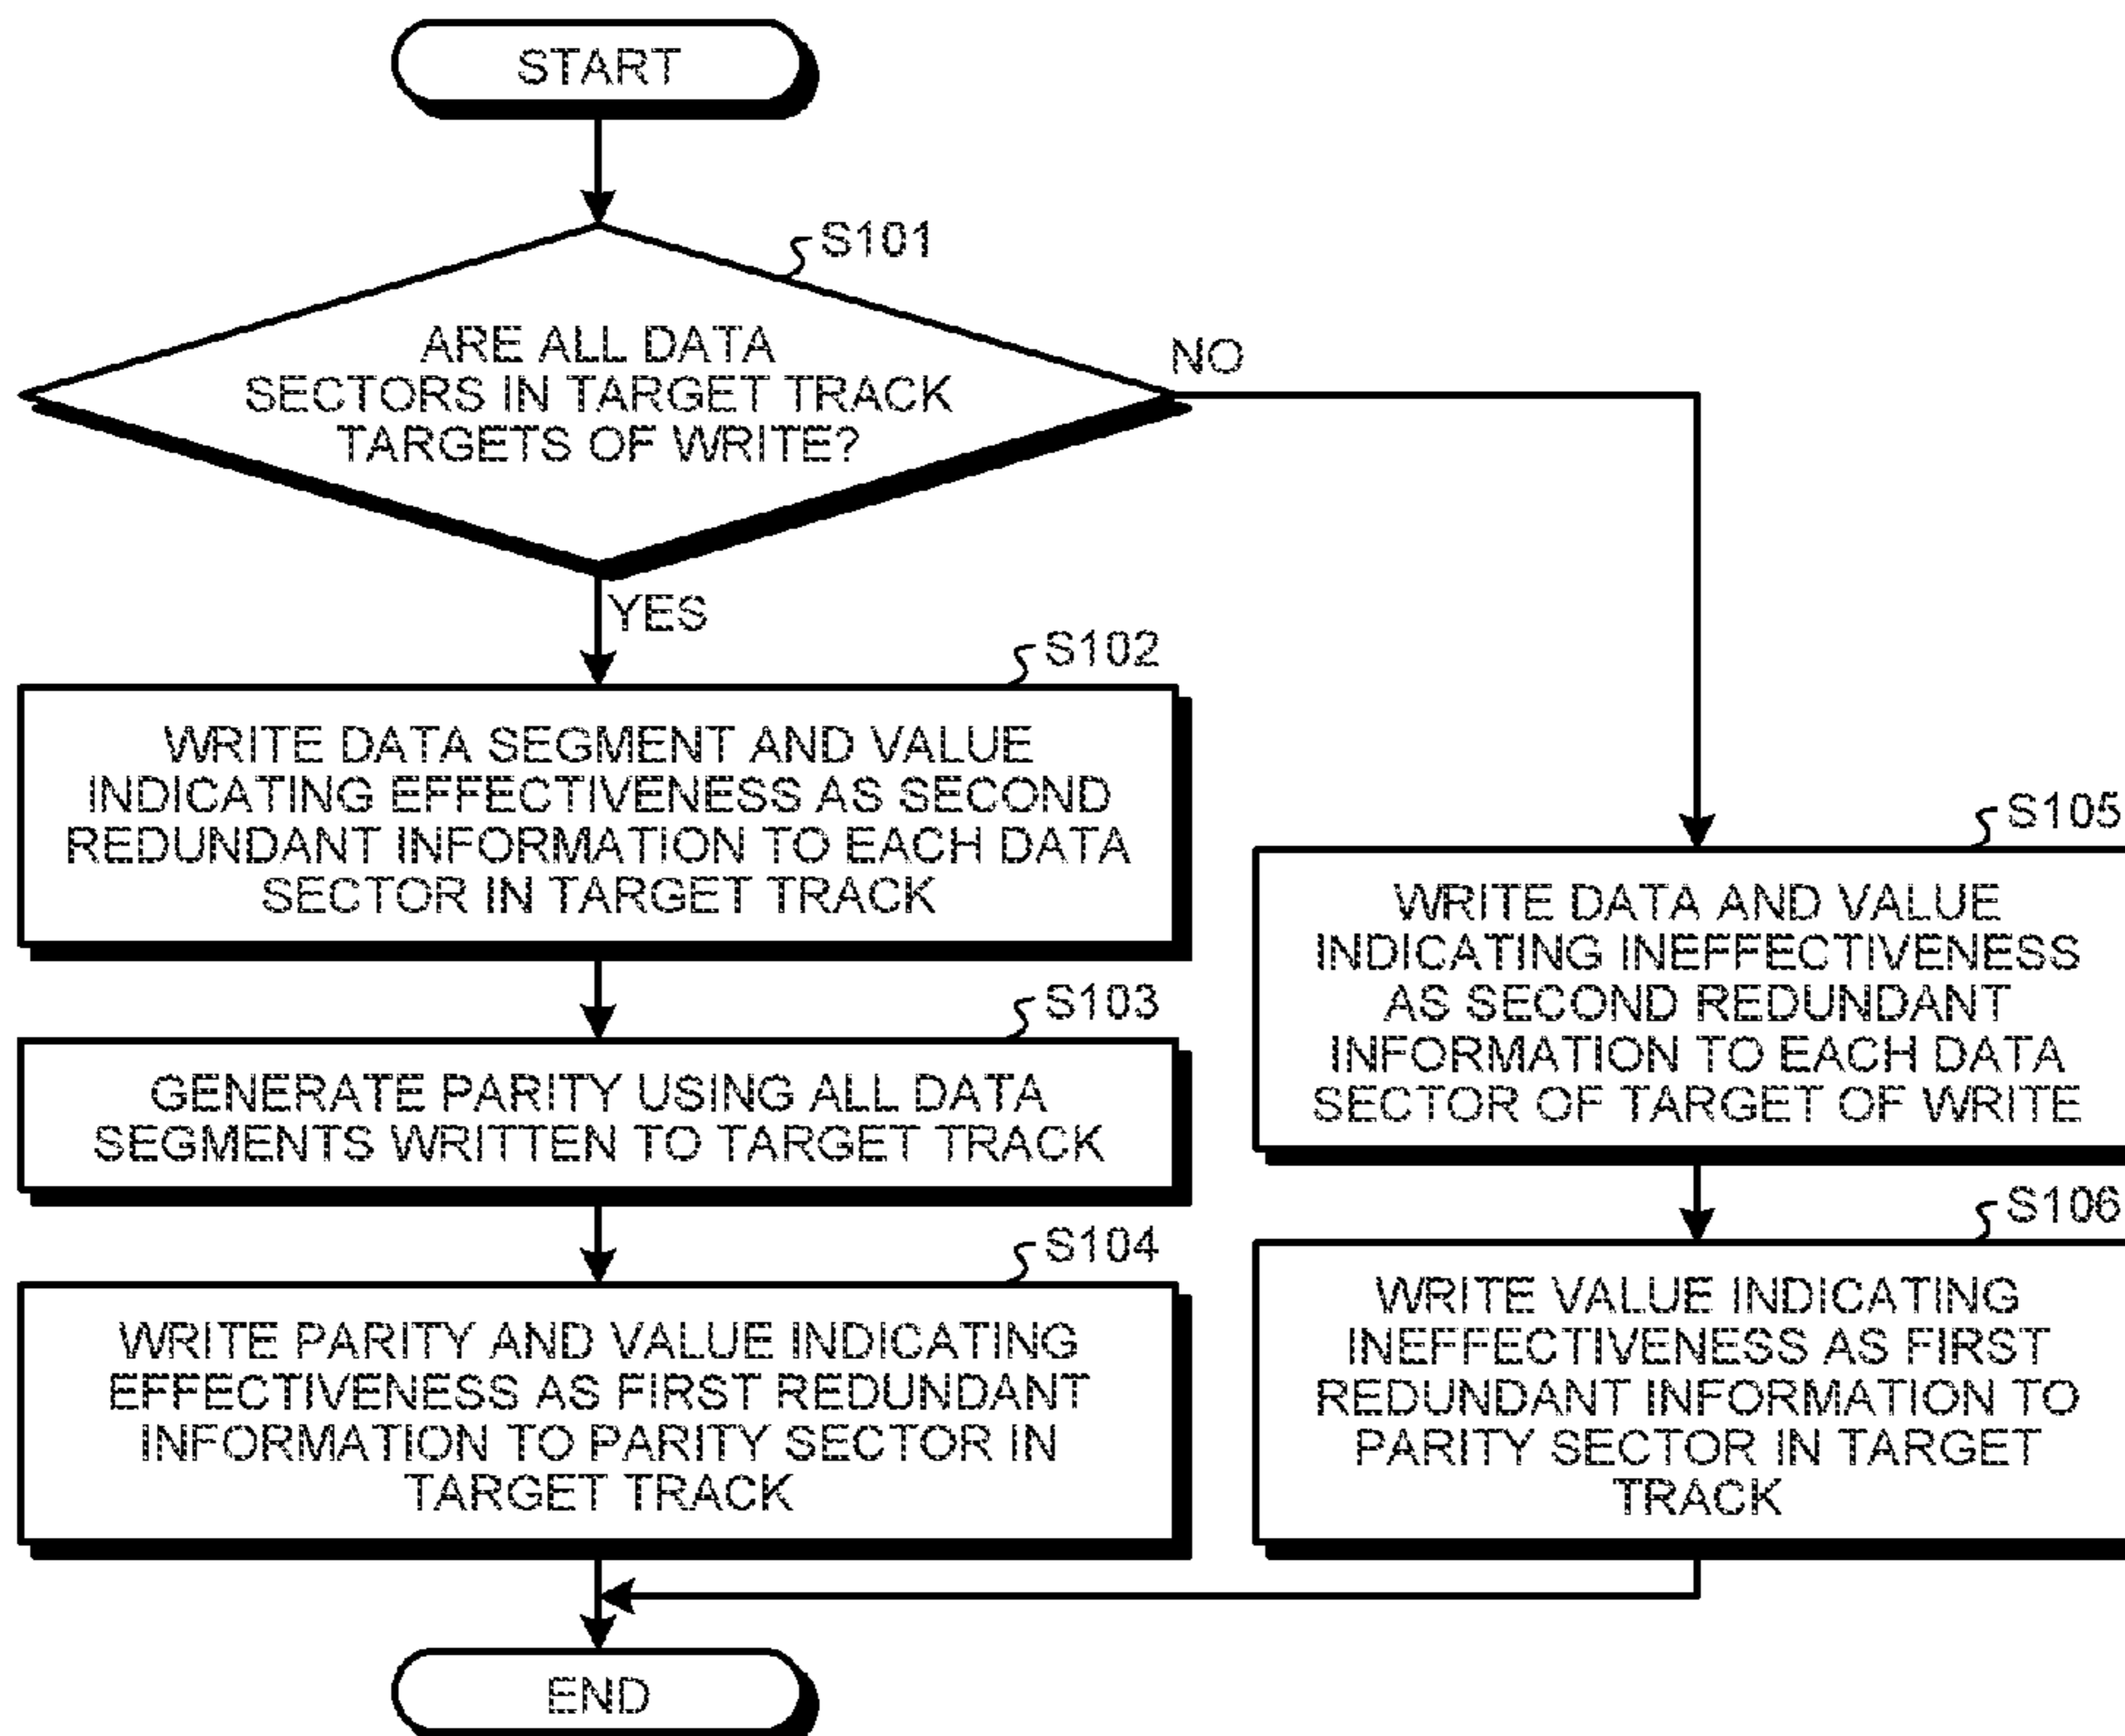 START
S101
ARE ALL DATA
SECTORS IN TARGET TRACK
TARGETS OF WRITE?
NO
YES
S102
WRITE DATA SEGMENT AND VALUE
INDICATING EFFECTIVENESS AS SECOND
REDUNDANT INFORMATION TO EACH DATA
SECTOR IN TARGET TRACK
S103
GENERATE PARITY USING ALL DATA
SEGMENTS WRITTEN TO TARGET TRACK
S104
WRITE PARITY AND VALUE INDICATING
EFFECTIVENESS AS FIRST REDUNDANT
INFORMATION TO PARITY SECTOR IN
TARGET TRACK
S105
WRITE DATA AND VALUE
INDICATING INEFFECTIVENESS
AS SECOND REDUNDANT
INFORMATION TO EACH DATA
SECTOR OF TARGET OF WRITE
S106
WRITE VALUE INDICATING
INEFFECTIVENESS AS FIRST
REDUNDANT INFORMATION TO
PARITY SECTOR IN TARGET
TRACK
END